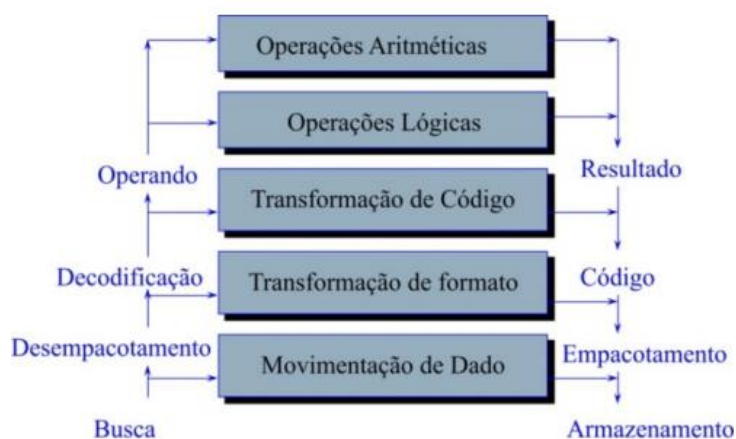 Operações Aritméticas
Operações Lógicas
Operando
Resultado
Transformação de Código
Decodificação
Transformação de formato
Código
Desempacotamento
Movimentação de Dado
Empacotamento
Busca
Armazenamento